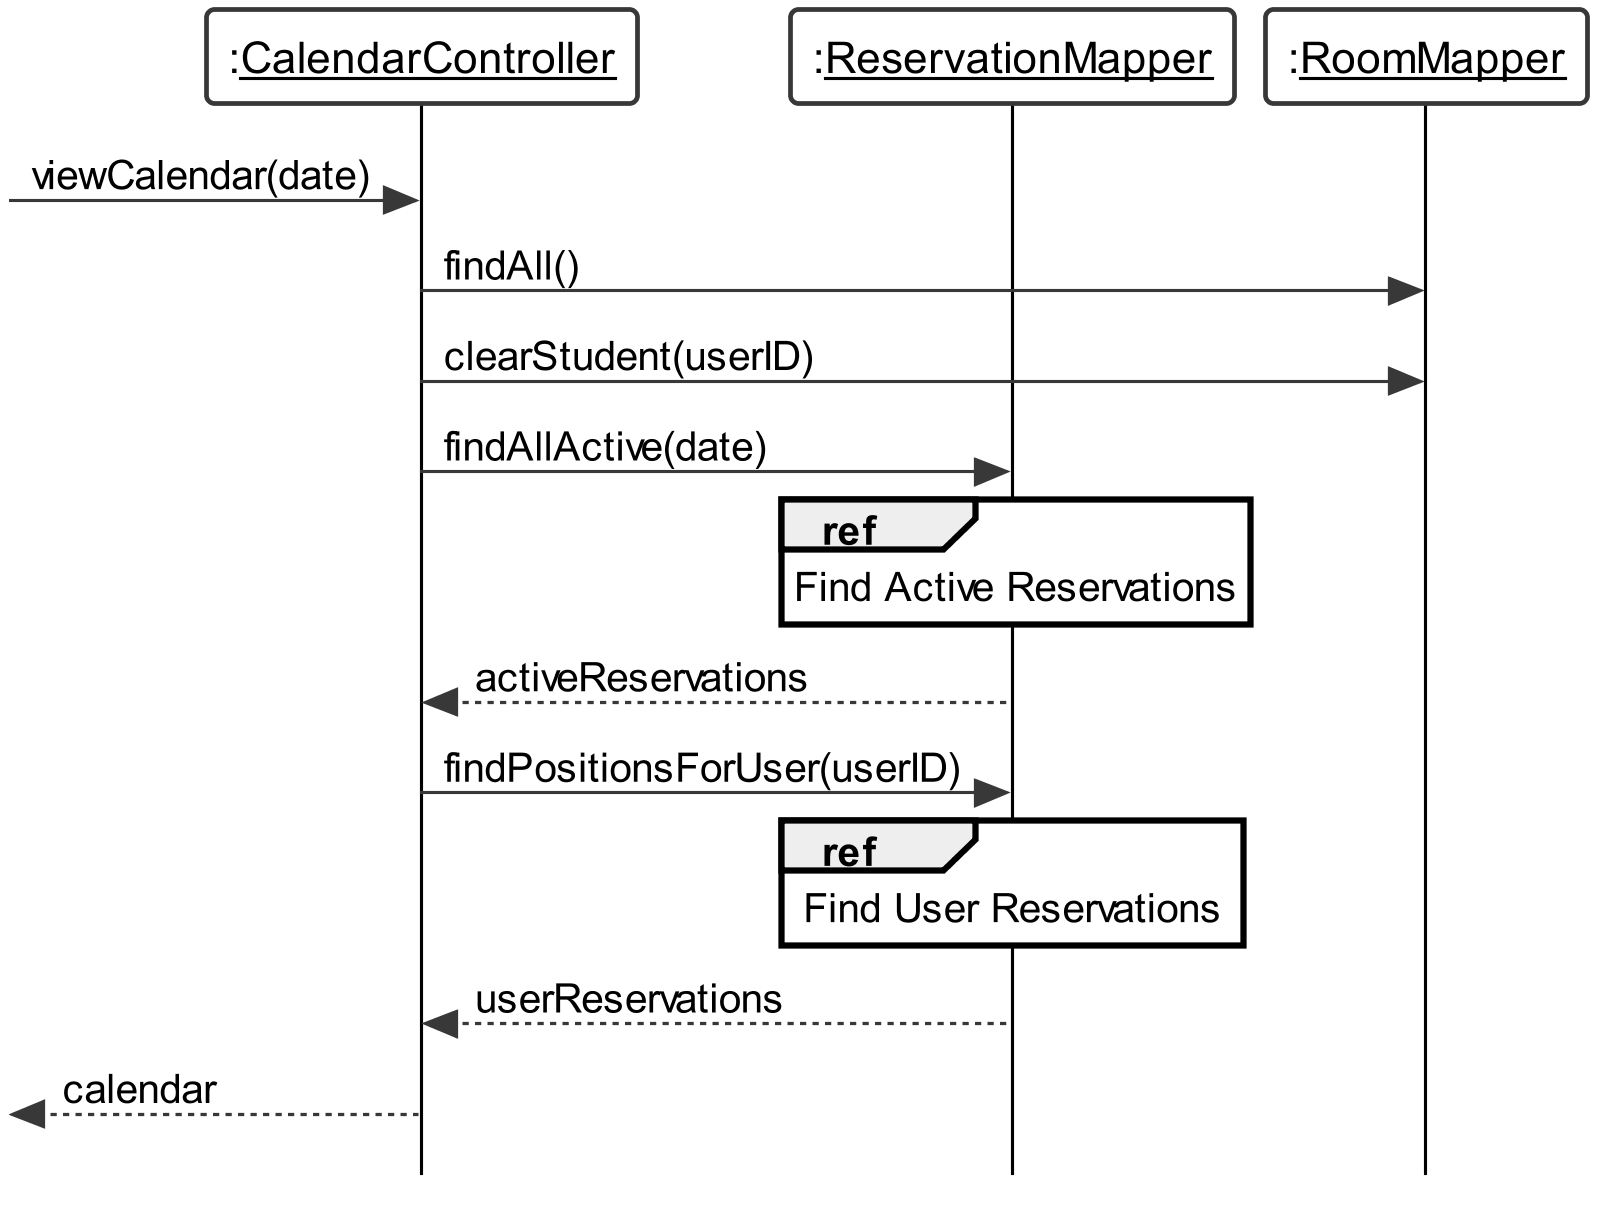 :CalendarController
:ReservationMapper
:RoomMapper
viewCalendar(date)
findAll()
clearStudent(userID)
findAllActive(date)
ref
Find Active Reservations
activeReservations
findPositionsForUser(userID)
ref
Find User Reservations
userReservations
calendar